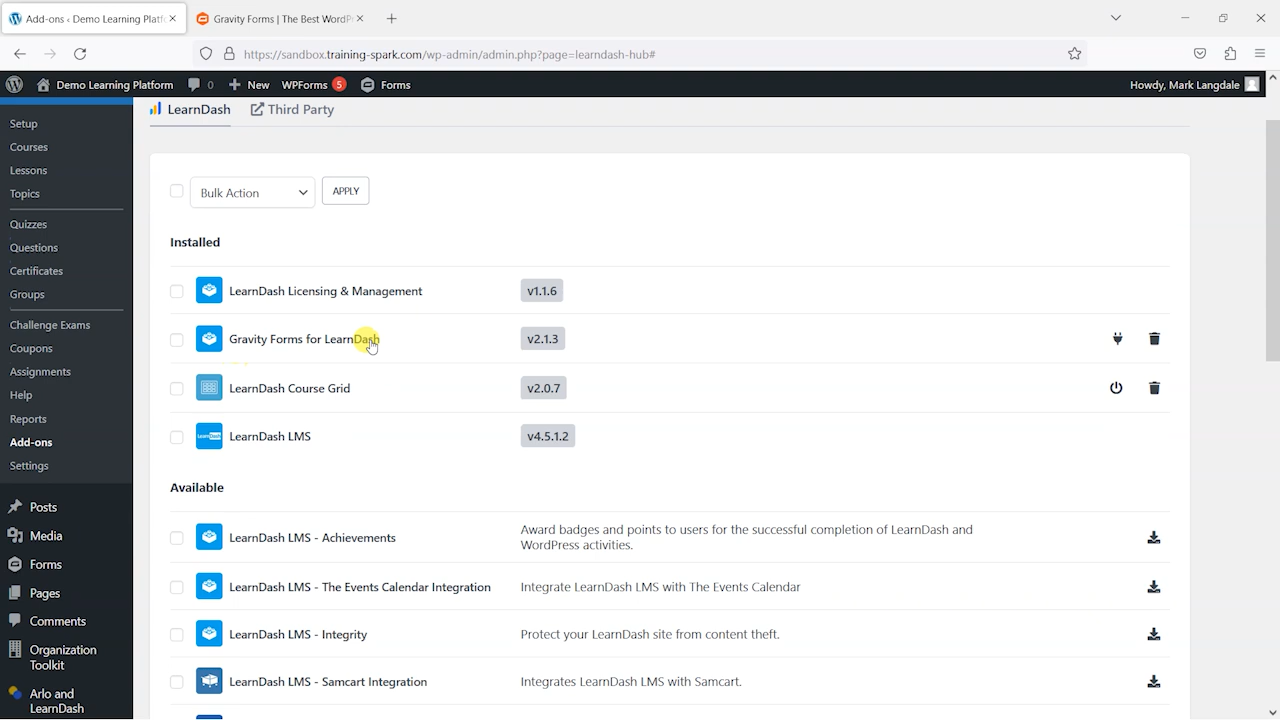 Add-ons ‹ Demo Learning Platf
Gravity Forms | The Best WordPr
https://sandbox.training-spark.com/wp-admin/admin.php?page=learndash-hub#
Demo Learning Platform
0
New
WPForms 5
Forms
Howdy, Mark Langdale
Setup
Courses
Lessons
Topics
Quizzes
Questions
Certificates
Groups
Challenge Exams
Coupons
Assignments
Help
Reports
Add-ons
Settings
Posts
Media
Forms
Pages
Comments
Organization
Toolkit
Arlo and
LearnDash
LearnDash
Third Party
Bulk Action
APPLY
Installed
LearnDash Licensing & Management v1.1.6
Gravity Forms for LearnDash v2.1.3
LearnDash Course Grid v2.0.7
LearnDash LMS v4.5.1.2
Available
LearnDash LMS - Achievements
Award badges and points to users for the successful completion of LearnDash and
WordPress activities.
LearnDash LMS - The Events Calendar Integration Integrate LearnDash LMS with The Events Calendar
LearnDash LMS - Integrity Protect your LearnDash site from content theft.
LearnDash LMS - Samcart Integration Integrates LearnDash LMS with Samcart.